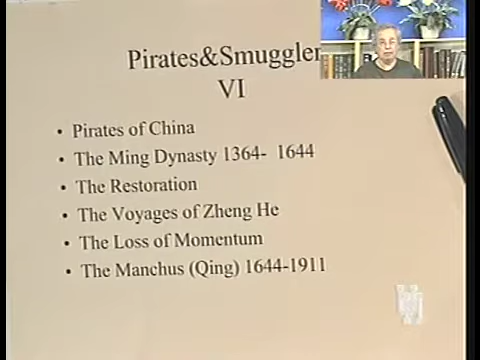 Pirates&Smuggler
VI
• Pirates of China
• The Ming Dynasty 1364- 1644
• The Restoration
• The Voyages of Zheng He
• The Loss of Momentum
• The Manchus (Qing) 1644-1911